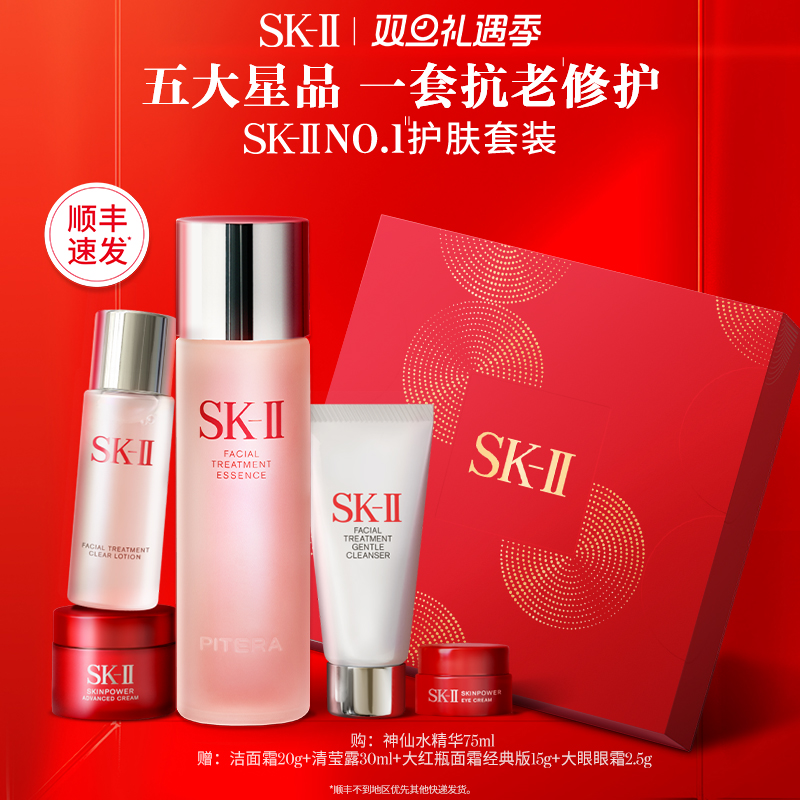 SK-II | 双旦礼遇季
五大星品 一套抗老修护
SK-II NO.1护肤套装
顺丰
速发*
SK-II
FACIAL TREATMENT
CLEAR LOTION
SK-II
SKINPOWER
ADVANCED CREAM
SK-II
FACIAL
TREATMENT
ESSENCE
PITERA
SK-II
FACIAL
TREATMENT
GENTLE
CLEANSER
SK-II
SK-II SKINPOWER
EYE CREAM
购：神仙水精华75ml
赠：洁面霜20g+清莹露30ml+大红瓶面霜经典版15g+大眼眼霜2.5g
*顺丰不到地区优先其他快递发货。